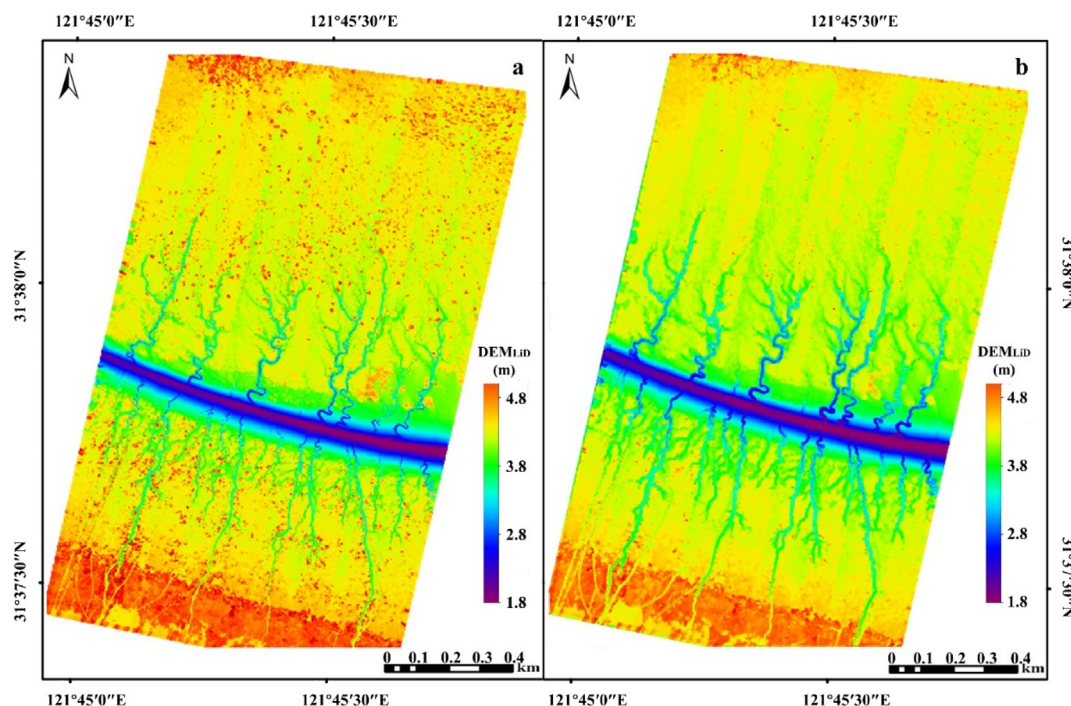 121°45′0″E 121°45′30″E 121°45′0″E 121°45′30″E
N a N b
31°38′0″N 31°38′0″N
DEMLiD DEMLiD
(m) (m)
4.8 4.8
3.8 3.8
2.8 2.8
31°37′30″N 31°37′30″N
1.8 1.8
0 0.1 0.2 0.3 0.4 0 0.1 0.2 0.3 0.4
km km
121°45′0″E 121°45′30″E 121°45′0″E 121°45′30″E